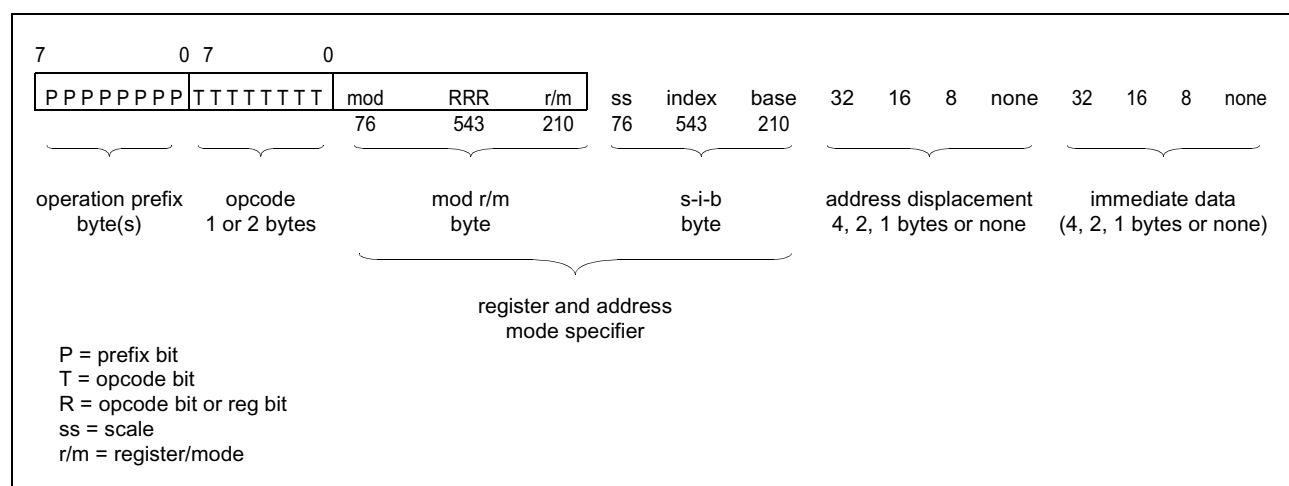 7 0 7 0
P P P P P P P P T T T T T T T T mod RRR r/m ss index base 32 16 8 none 32 16 8 none
76 543 210 76 543 210
operation prefix opcode mod r/m s-i-b address displacement immediate data
byte(s) 1 or 2 bytes byte byte 4, 2, 1 bytes or none (4, 2, 1 bytes or none)
register and address
mode specifier
P = prefix bit
T = opcode bit
R = opcode bit or reg bit
ss = scale
r/m = register/mode